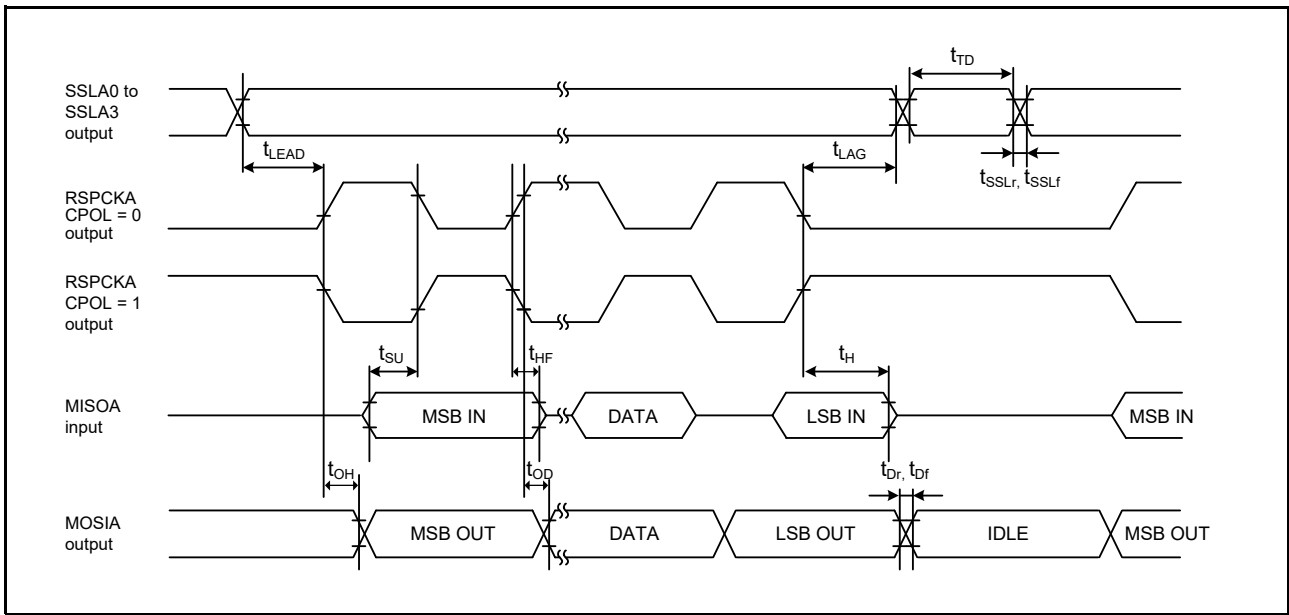 tTD
SSLA0 to
SSLA3
output
tLEAD
tLAG
tSSLr, tSSLf
RSPCKA
CPOL = 0
output
RSPCKA
CPOL = 1
output
tSU
tHF
tH
MISOA
input
MSB IN
DATA
LSB IN
MSB IN
tOH
tOD
tDr, tDf
MOSIA
output
MSB OUT
DATA
LSB OUT
IDLE
MSB OUT